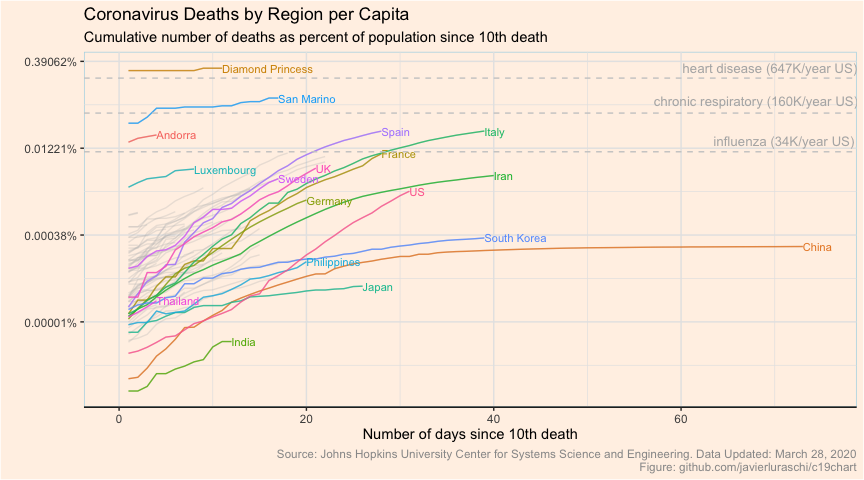 Coronavirus Deaths by Region per Capita
Cumulative number of deaths as percent of population since 10th death
0.39062%
heart disease (647K/year US)
Diamond Princess
San Marino
chronic respiratory (160K/year US)
Andorra
Spain
Italy
influenza (34K/year US)
0.01221%
France
Luxembourg
UK
Sweden
Iran
US
Germany
0.00038%
South Korea
China
Philippines
Japan
Thailand
0.00001%
India
0
20
40
60
Number of days since 10th death
Source: Johns Hopkins University Center for Systems Science and Engineering. Data Updated: March 28, 2020
Figure: github.com/javierluraschi/c19chart